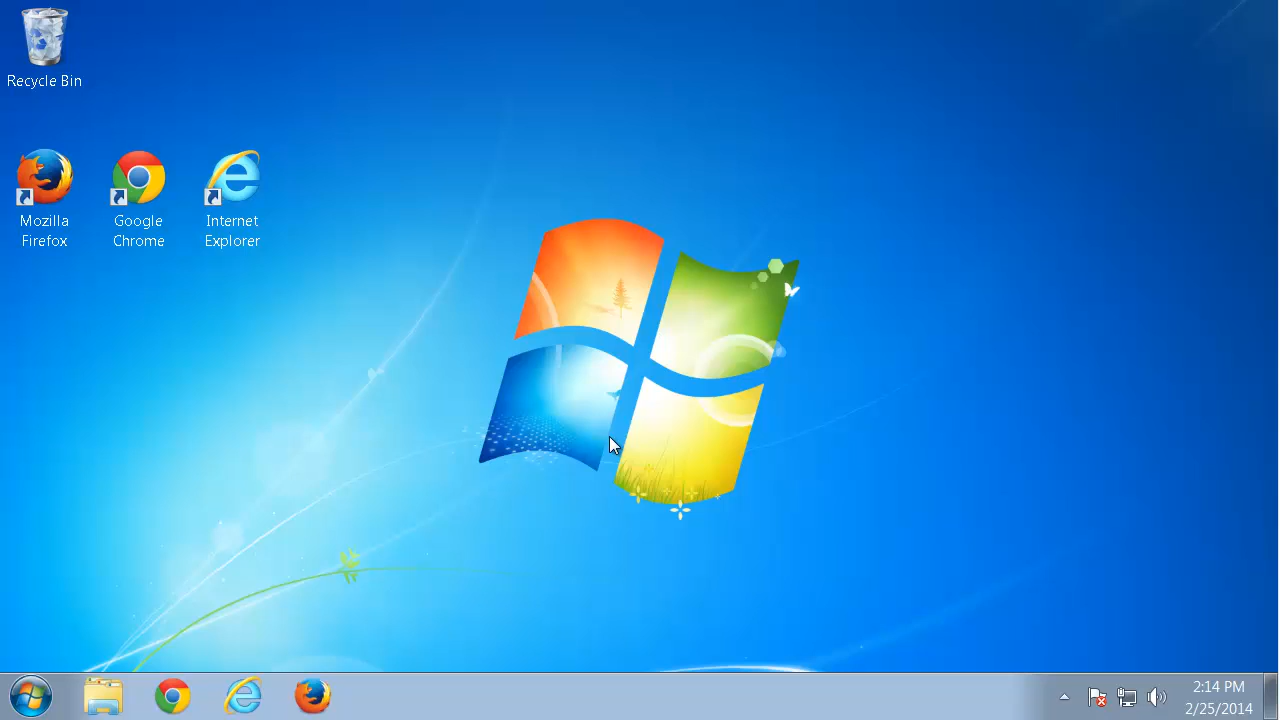 Recycle Bin
Mozilla
Firefox
Google
Chrome
Internet
Explorer
2:14 PM
2/25/2014